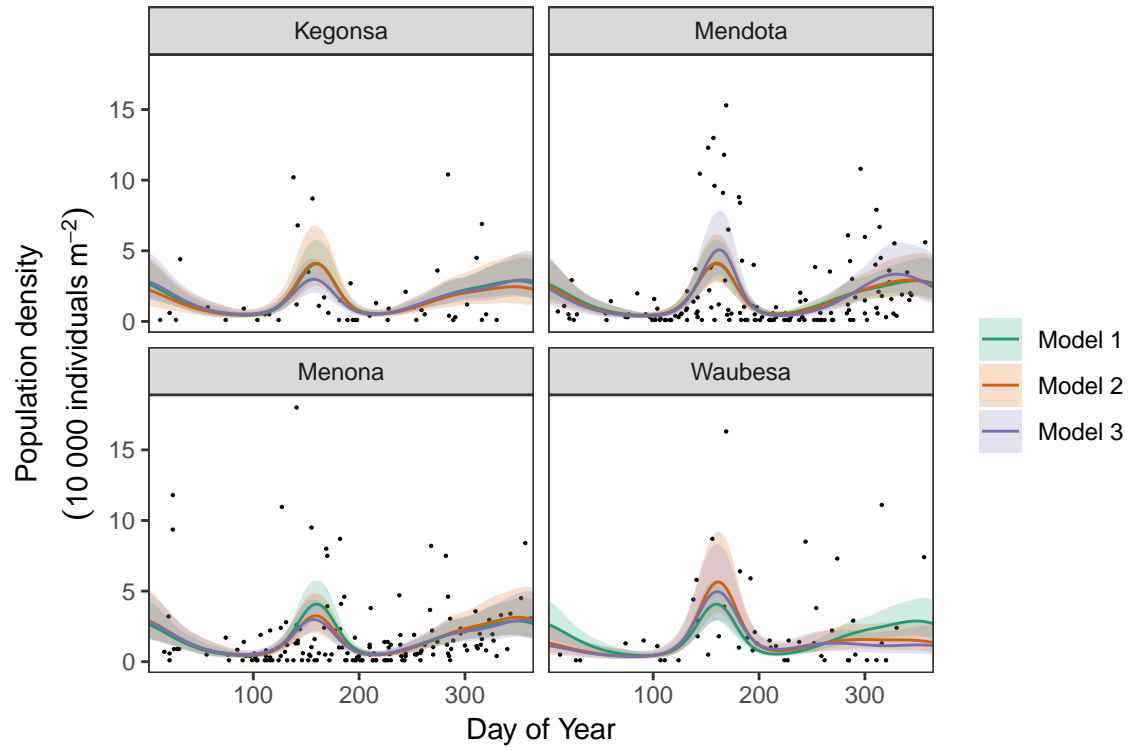 Kegonsa
Mendota
15
10
5
0
Menona
Waubesa
15
10
5
0
100
200
300
100
200
300
Day of Year
Population density
(10 000 individuals m⁻²)
Model 1
Model 2
Model 3